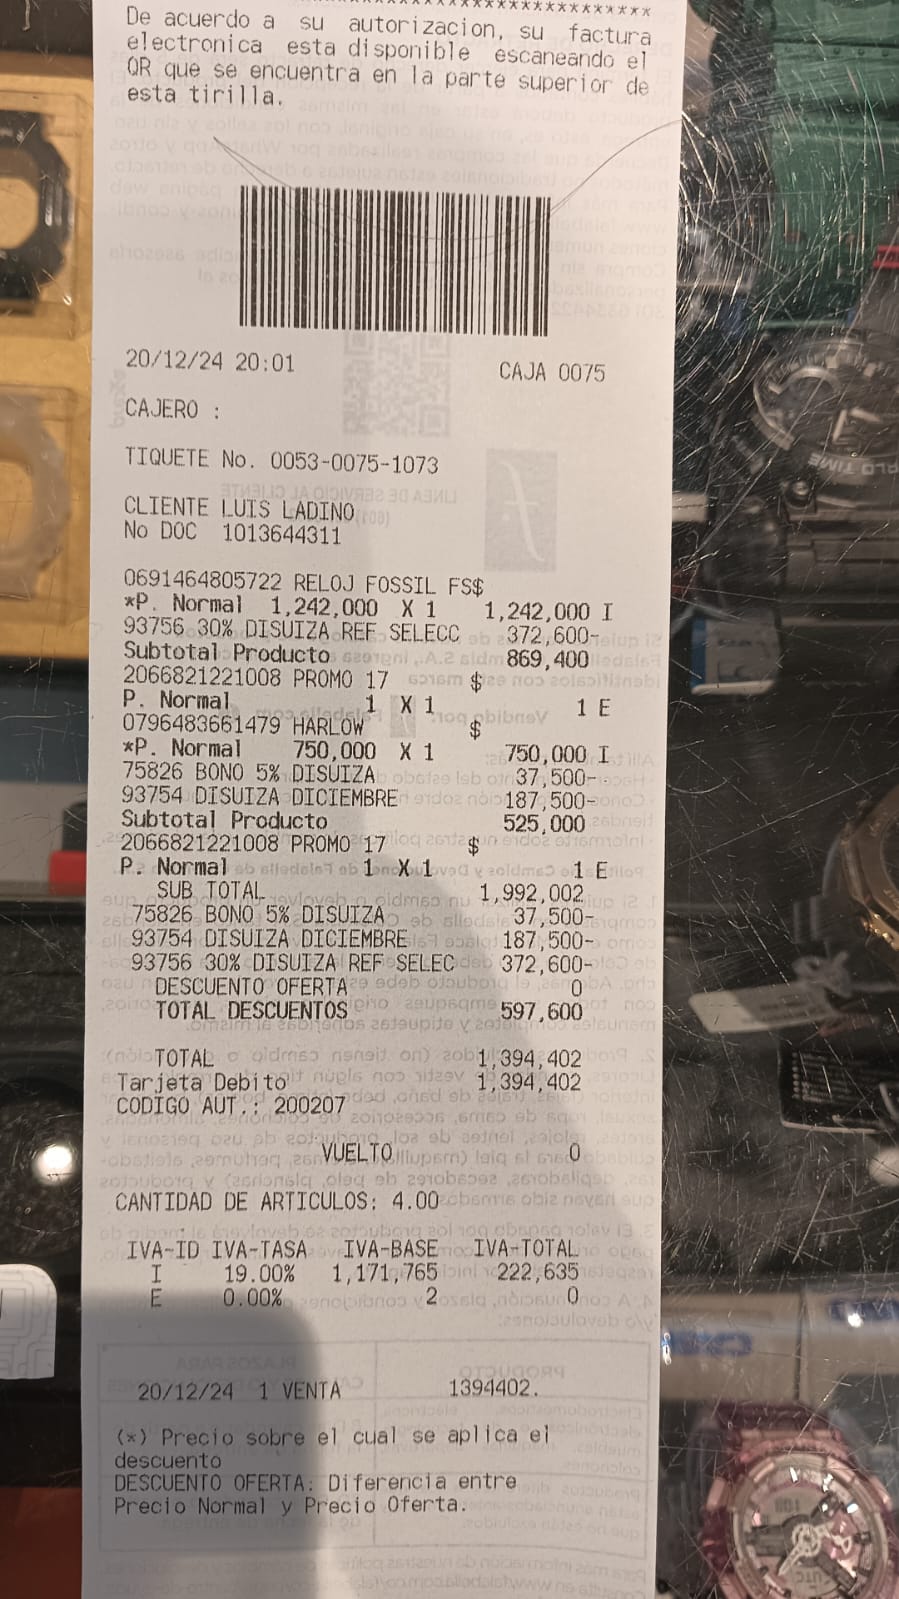 De acuerdo a su autorizacion, su factura
electronica esta disponible escaneando el
QR que se encuentra en la parte superior de
esta tirilla.
20/12/24 20:01 CAJA 0075
CAJERO :
TIQUETE No. 0053-0075-1073
CLIENTE LUIS LADINO
No DOC 1013644311
0691464805722 RELOJ FOSSIL FS$
*P. Normal 1,242,000 X 1 1,242,000 I
93756 30% DISUIZA REF SELECC 372,600-
Subtotal Producto 869,400
2066821221008 PROMO 17 $
P. Normal 1 X 1 1 E
0796483661479 HARLOW $
*P. Normal 750,000 X 1 750,000 I
75826 BONO 5% DISUIZA 37,500-
93754 DISUIZA DICIEMBRE 187,500-
Subtotal Producto 525,000
2066821221008 PROMO 17 $
P. Normal 1 X 1 1 E
SUB TOTAL 1,992,002
75826 BONO 5% DISUIZA 37,500-
93754 DISUIZA DICIEMBRE 187,500-
93756 30% DISUIZA REF SELEC 372,600-
DESCUENTO OFERTA 0
TOTAL DESCUENTOS 597,600
TOTAL 1,394,402
Tarjeta Debito 1,394,402
CODIGO AUT.: 200207
VUELTO 0
CANTIDAD DE ARTICULOS: 4.00
IVA-ID IVA-TASA IVA-BASE IVA-TOTAL
I 19.00% 1,171,765 222,635
E 0.00% 2 0
20/12/24 1 VENTA 1394402.
(*) Precio sobre el cual se aplica el
descuento
DESCUENTO OFERTA: Diferencia entre
Precio Normal y Precio Oferta.